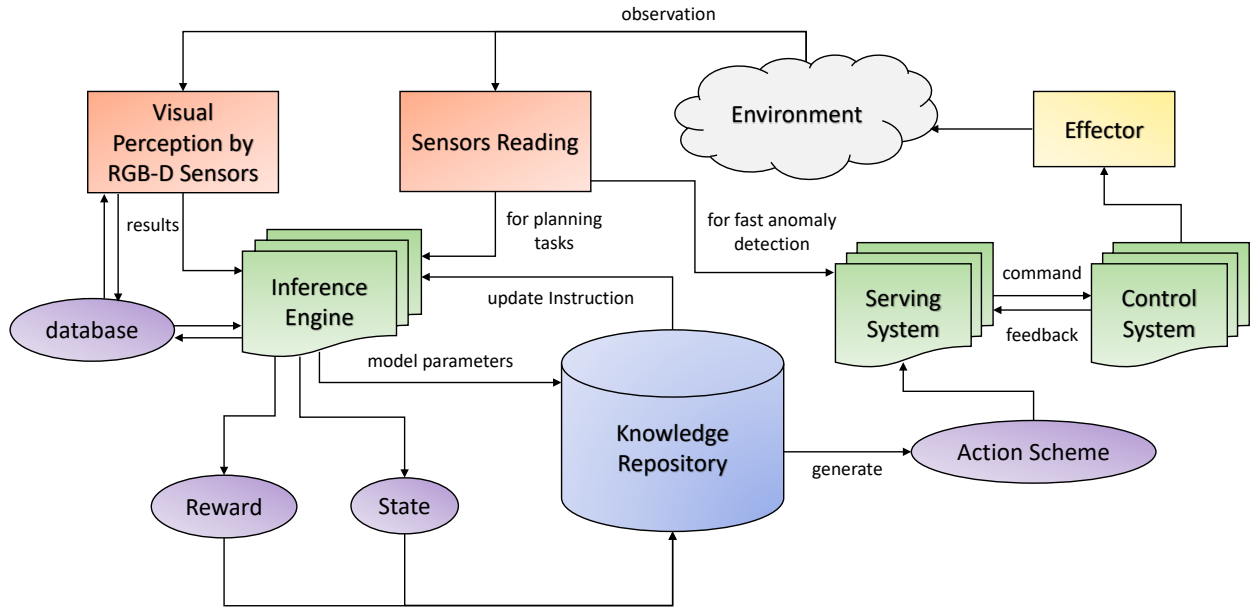 observation
Visual
Perception by
RGB-D Sensors
Sensors Reading
Environment
Effector
results
for planning
tasks
for fast anomaly
detection
Inference
Engine
update Instruction
database
model parameters
Serving
System
command
feedback
Control
System
Knowledge
Repository
generate
Action Scheme
Reward
State